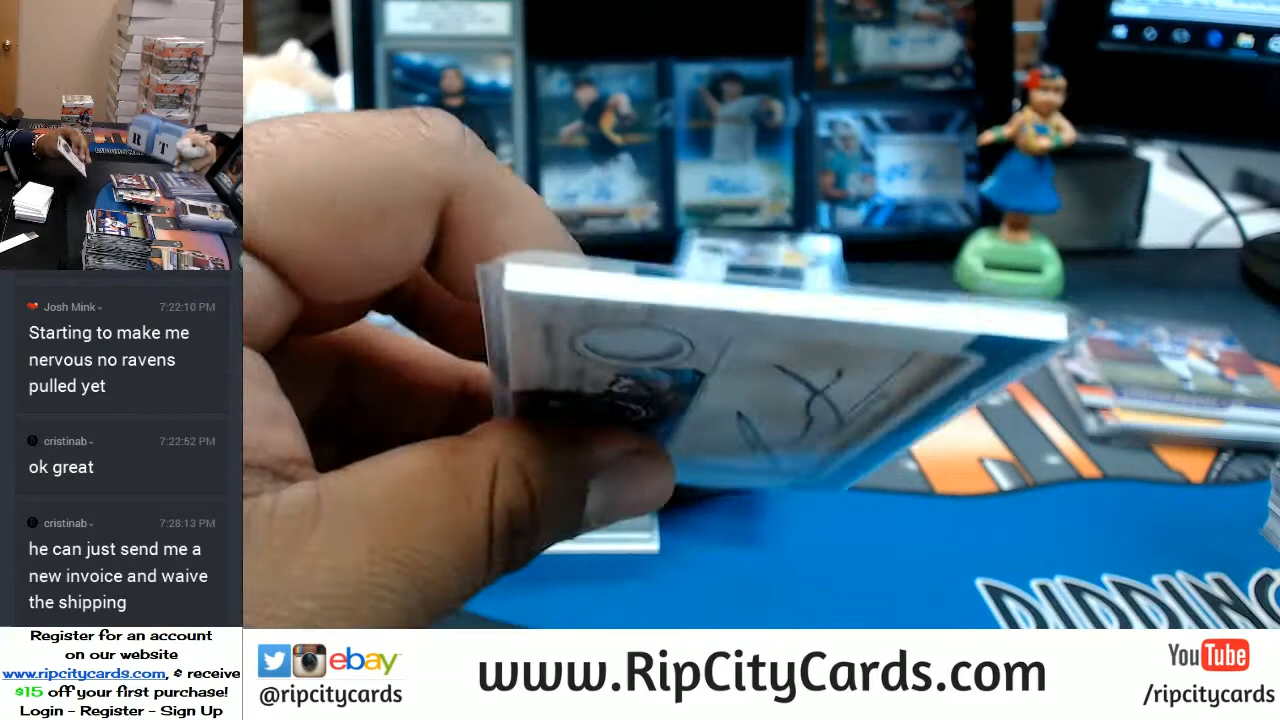 R
T
Josh Mink 7:22:10 PM
Starting to make me
nervous no ravens
pulled yet
cristinab 7:22:52 PM
ok great
cristinab 7:28:13 PM
he can just send me a
new invoice and waive
the shipping
Register for an account
on our website
www.ripcitycards.com, & receive
$15 off your first purchase!
Login - Register - Sign Up
ebay
@ripcitycards
www.RipCityCards.com
YouTube
/ripcitycards